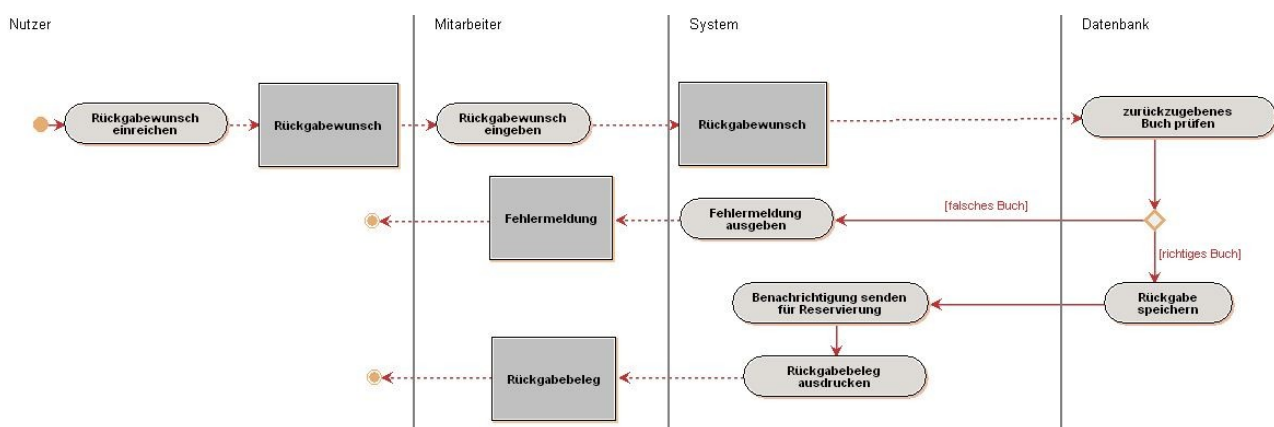 Nutzer
Mitarbeiter
System
Datenbank
Rückgabewunsch
einreichen
Rückgabewunsch
Rückgabewunsch
eingeben
Rückgabewunsch
zurückzugebenes
Buch prüfen
Fehlermeldung
Fehlermeldung
ausgeben
[falsches Buch]
[richtiges Buch]
Benachrichtigung senden
für Reservierung
Rückgabe
speichern
Rückgabebeleg
Rückgabebeleg
ausdrucken